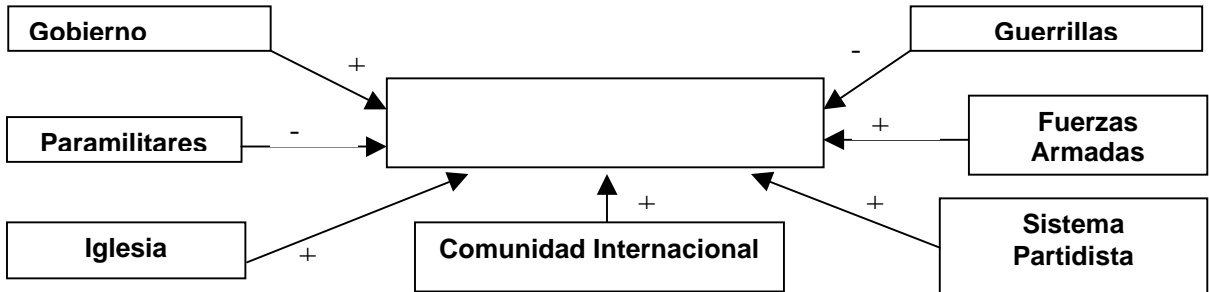 Gobierno
Guerrillas
+
-
Paramilitares
-
+
Fuerzas
Armadas
Iglesia
+
Comunidad Internacional
+
+
Sistema
Partidista